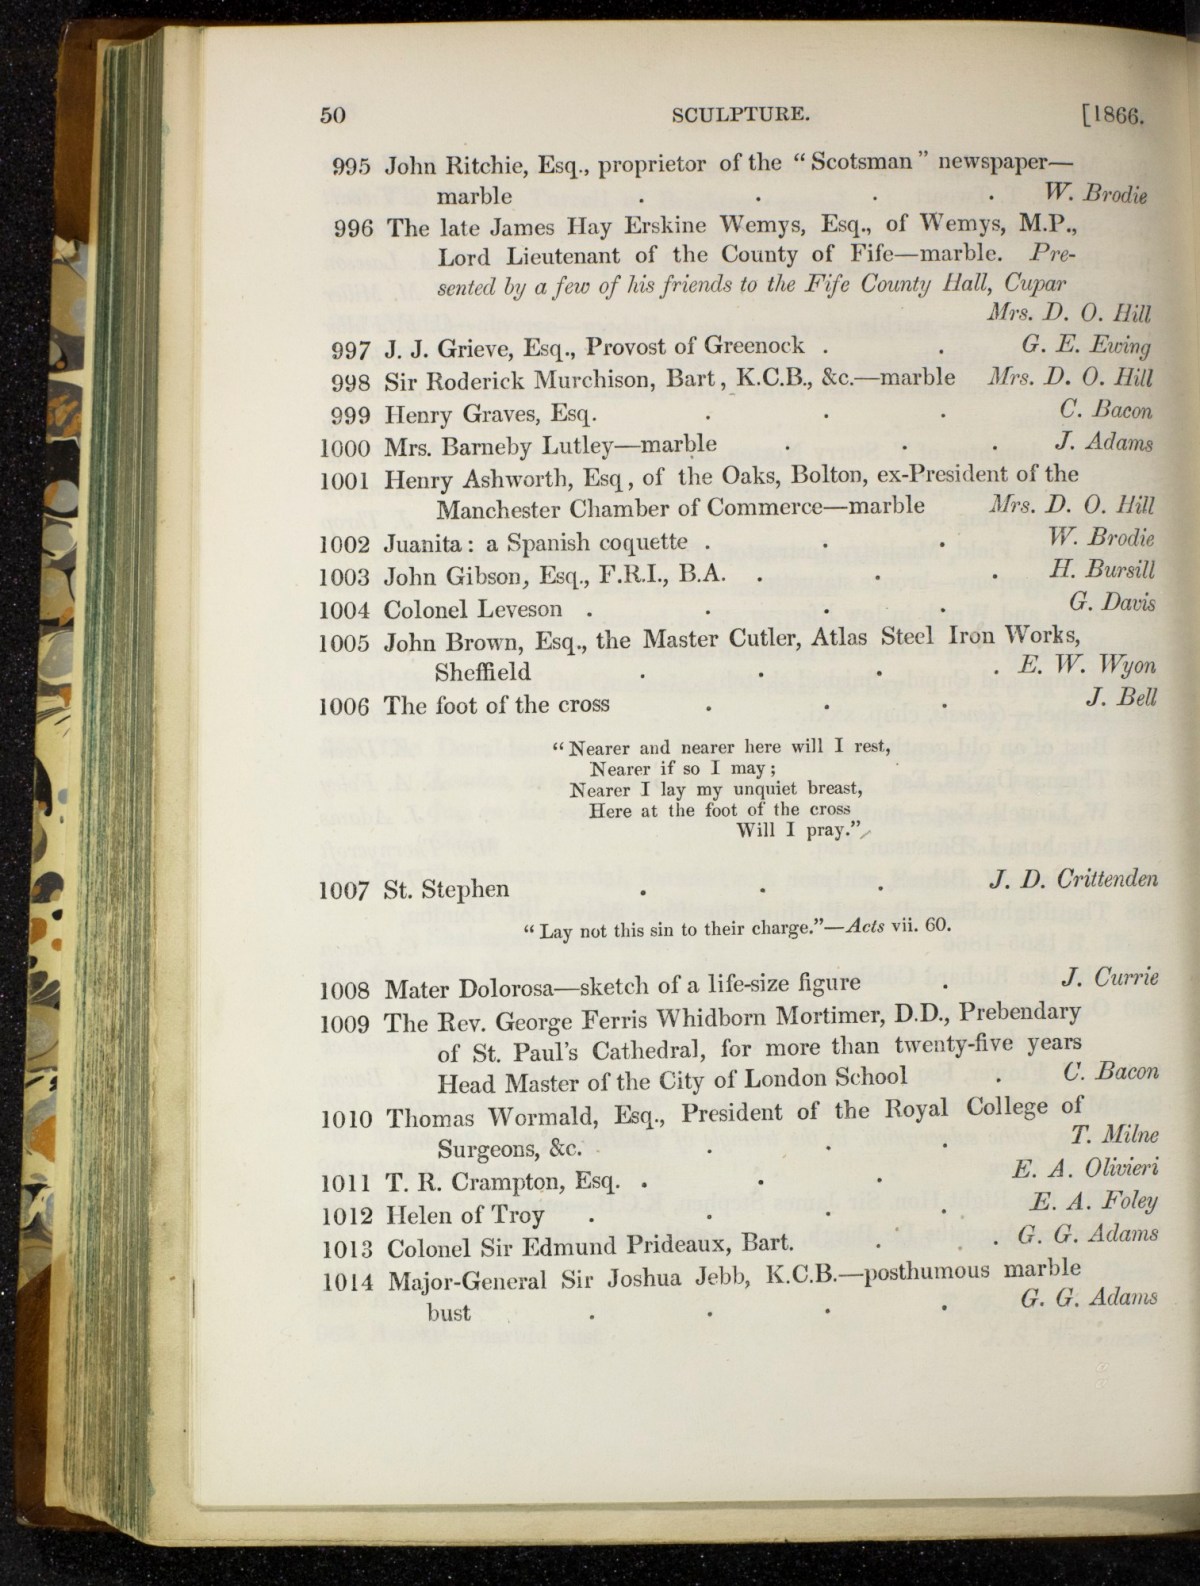 50 SCULPTURE. [1866.
995 John Ritchie, Esq., proprietor of the “Scotsman” newspaper—
marble . . . . W. Brodie
996 The late James Hay Erskine Wemys, Esq., of Wemys, M.P.,
Lord Lieutenant of the County of Fife—marble. Pre-
sented by a few of his friends to the Fife County Hall, Cupar
Mrs. D. O. Hill
997 J. J. Grieve, Esq., Provost of Greenock . . G. E. Ewing
998 Sir Roderick Murchison, Bart, K.C.B., &c.—marble Mrs. D. O. Hill
999 Henry Graves, Esq. . . . C. Bacon
1000 Mrs. Barneby Lutley—marble . . . J. Adams
1001 Henry Ashworth, Esq, of the Oaks, Bolton, ex-President of the
Manchester Chamber of Commerce—marble Mrs. D. O. Hill
1002 Juanita: a Spanish coquette . . . W. Brodie
1003 John Gibson, Esq., F.R.I., B.A. . . . H. Bursill
1004 Colonel Leveson . . . . G. Davis
1005 John Brown, Esq., the Master Cutler, Atlas Steel Iron Works,
Sheffield . . . . E. W. Wyon
1006 The foot of the cross . . . J. Bell
“Nearer and nearer here will I rest,
Nearer if so I may;
Nearer I lay my unquiet breast,
Here at the foot of the cross
Will I pray.”
1007 St. Stephen . . . J. D. Crittenden
“Lay not this sin to their charge.”—Acts vii. 60.
1008 Mater Dolorosa—sketch of a life-size figure . J. Currie
1009 The Rev. George Ferris Whidborn Mortimer, D.D., Prebendary
of St. Paul’s Cathedral, for more than twenty-five years
Head Master of the City of London School . C. Bacon
1010 Thomas Wormald, Esq., President of the Royal College of
Surgeons, &c. . . . T. Milne
1011 T. R. Crampton, Esq. . . . E. A. Olivieri
1012 Helen of Troy . . . . E. A. Foley
1013 Colonel Sir Edmund Prideaux, Bart. . . . G. G. Adams
1014 Major-General Sir Joshua Jebb, K.C.B.—posthumous marble
bust . . . . G. G. Adams